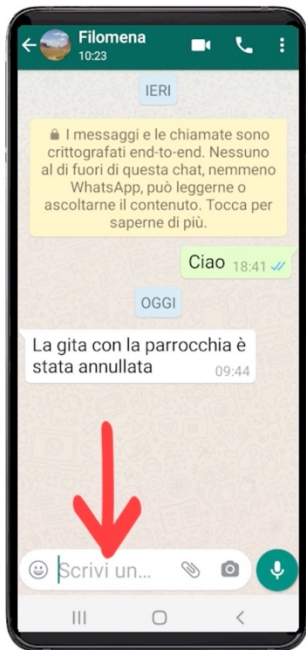 Filomena
10:23
IERI
I messaggi e le chiamate sono
crittografati end-to-end. Nessuno
al di fuori di questa chat, nemmeno
WhatsApp, può leggerne o
ascoltarne il contenuto. Tocca per
saperne di più.
Ciao 18:41
OGGI
La gita con la parrocchia è
stata annullata 09:44
Scrivi un...